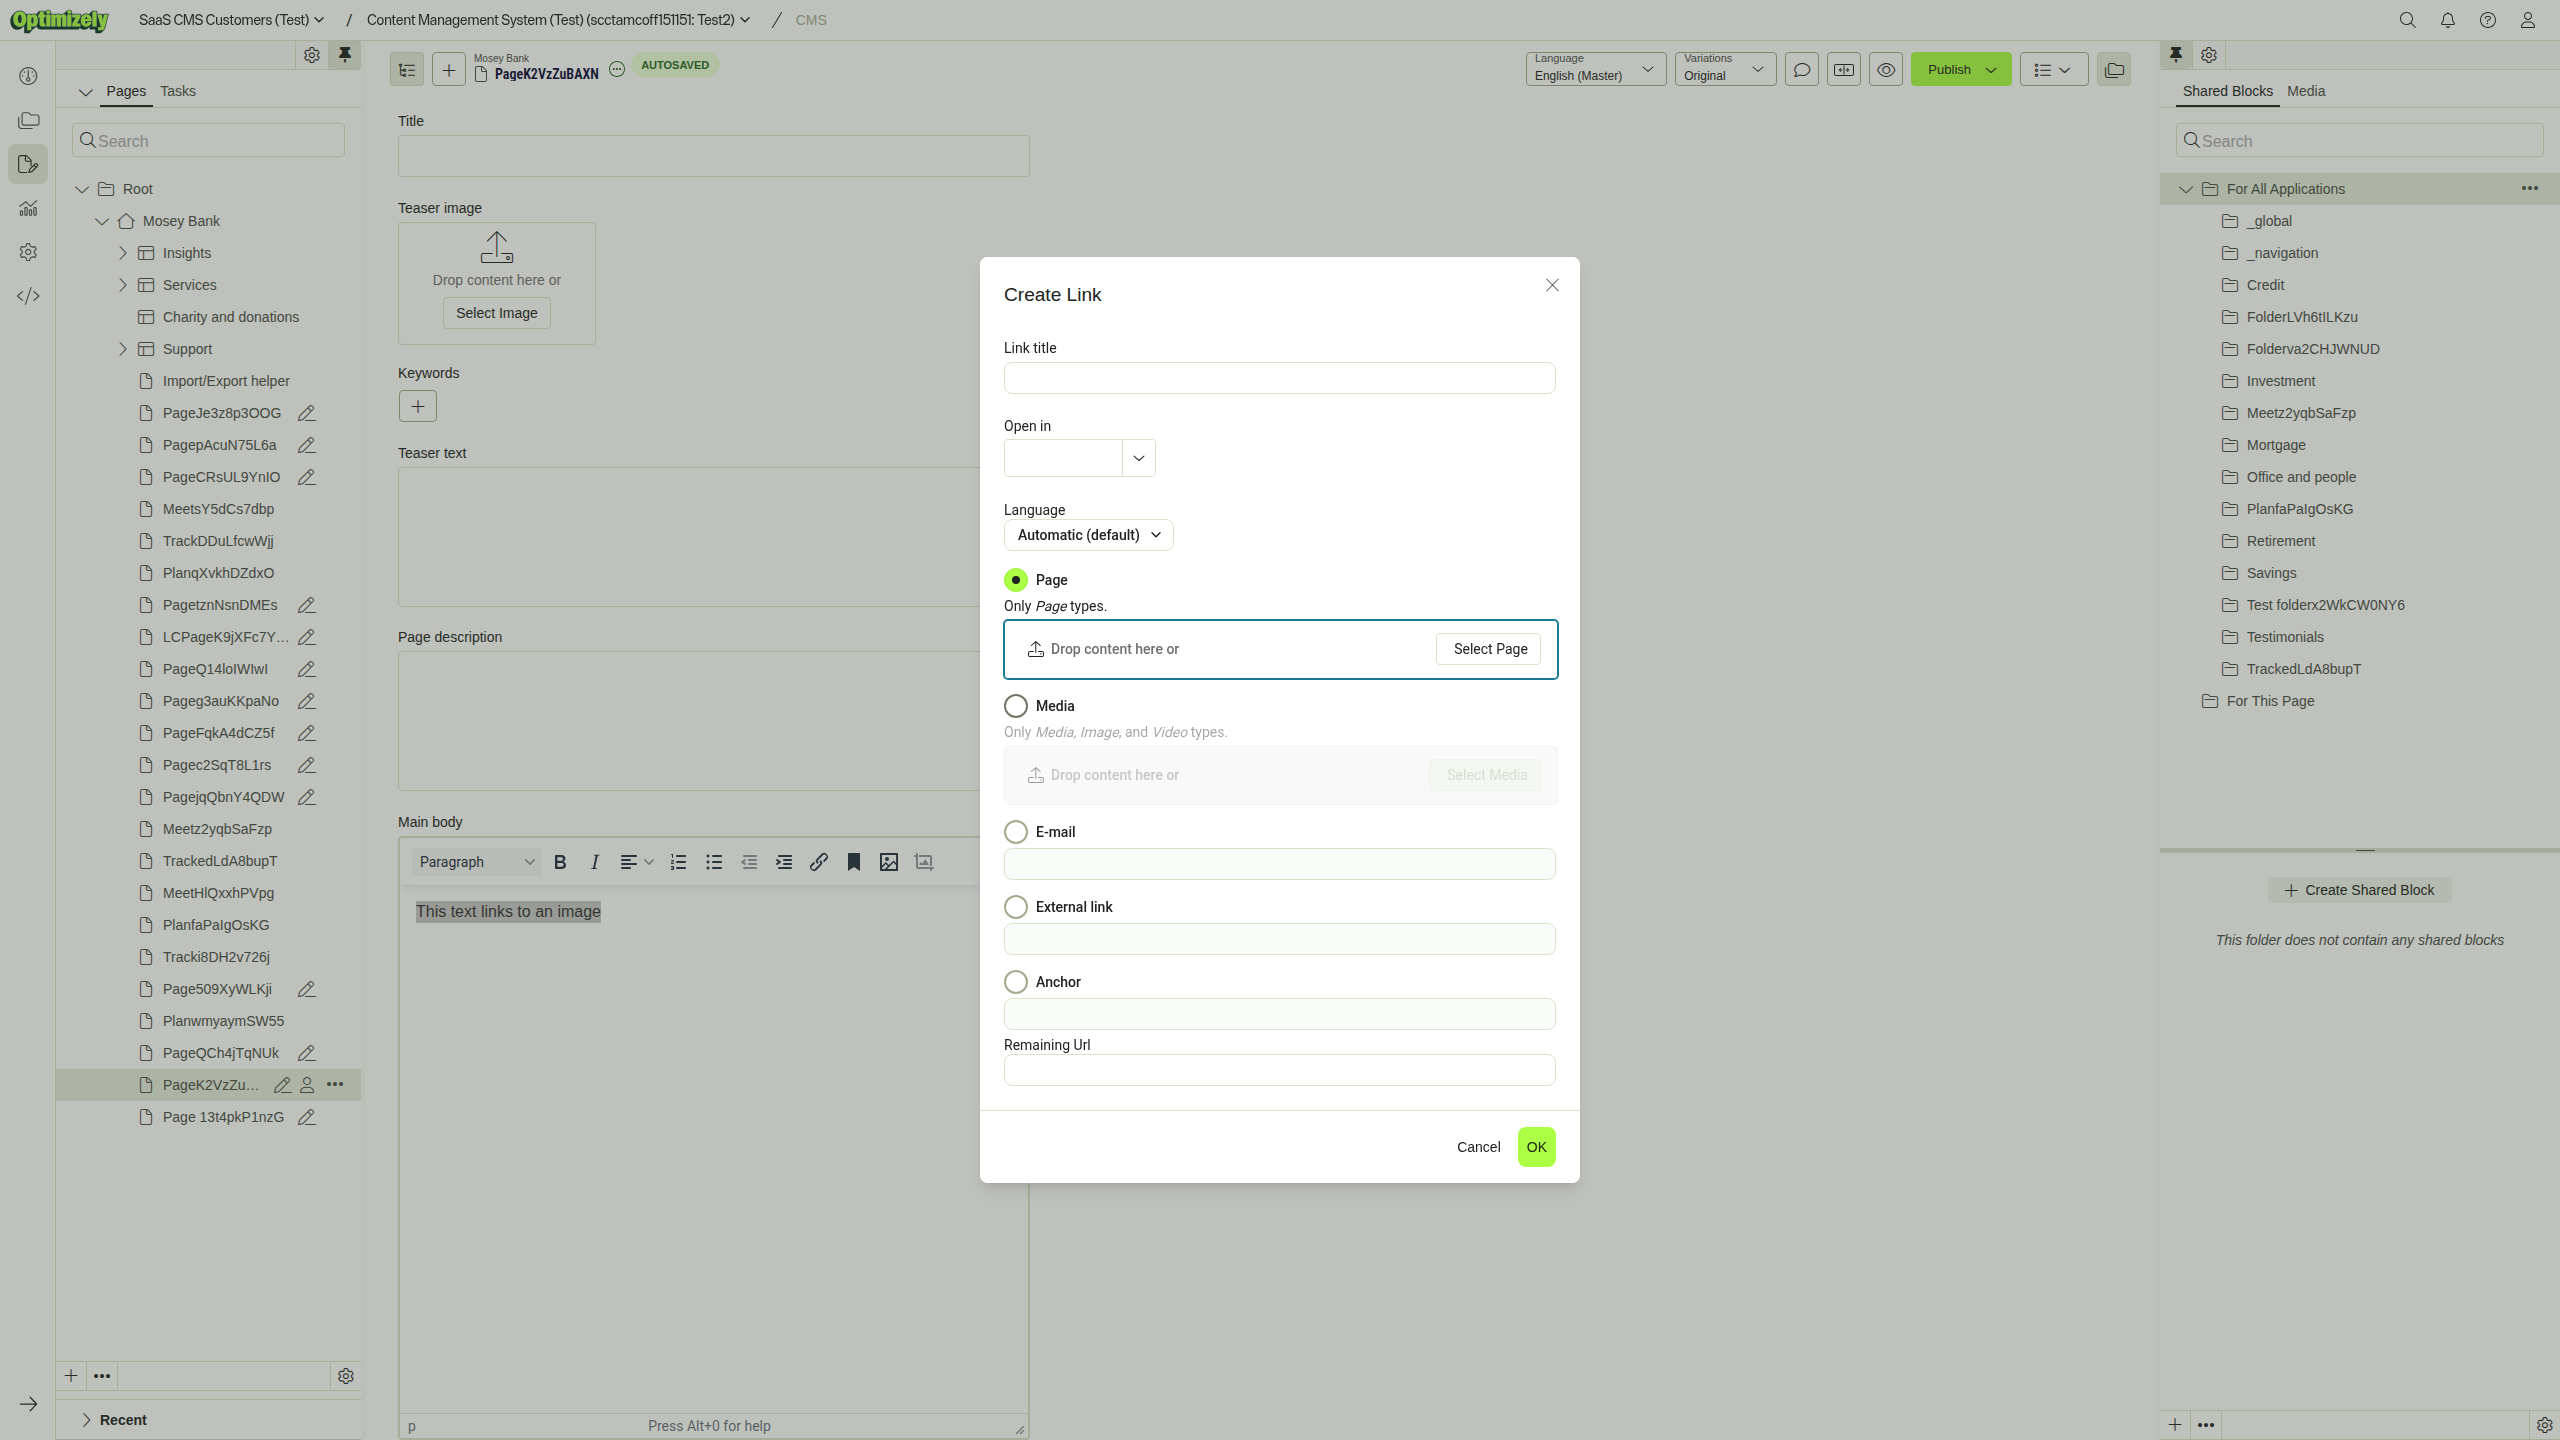 Optimizely
SaaS CMS Customers (Test) / Content Management System (Test) (scctamcoff151151: Test2) / CMS
Pages Tasks
Search
Root
Mosey Bank
Insights
Services
Charity and donations
Support
Import/Export helper
PageJe3z8p3OOG
PagepAcuN75L6a
PageCRsUL9YnIO
MeetsY5dCs7dbp
TrackDDuLfcwWjj
PlanqXvkhDZdxO
PagetznNsnDMEs
LCPageK9jXFc7Y...
PageQ14loIWIwI
Pageg3auKKpaNo
PageFqkA4dCZ5f
Pagec2SqT8L1rs
PagejqQbnY4QDW
Meetz2yqbSaFzp
TrackedLdA8bupT
MeetHlQxxhPVpg
PlanfaPaIgOsKG
Tracki8DH2v726j
Page509XyWLKji
PlanwmyaymSW55
PageQCh4jTqNUk
PageK2VzZu...
Page 13t4pkP1nzG
Recent
Mosey Bank
PageK2VzZuBAXN
AUTOSAVED
Language
English (Master)
Variations
Original
Publish
Title
Teaser image
Drop content here or
Select Image
Keywords
Teaser text
Page description
Main body
Paragraph
B I
This text links to an image
p
Press Alt+0 for help
Create Link
Link title
Open in
Language
Automatic (default)
Page
Only Page types.
Drop content here or
Select Page
Media
Only Media, Image, and Video types.
Drop content here or
Select Media
E-mail
External link
Anchor
Remaining Url
Cancel
OK
Shared Blocks Media
Search
For All Applications
_global
_navigation
Credit
FolderLVh6tILKzu
Folderva2CHJWNUD
Investment
Meetz2yqbSaFzp
Mortgage
Office and people
PlanfaPaIgOsKG
Retirement
Savings
Test folderx2WkCW0NY6
Testimonials
TrackedLdA8bupT
For This Page
Create Shared Block
This folder does not contain any shared blocks